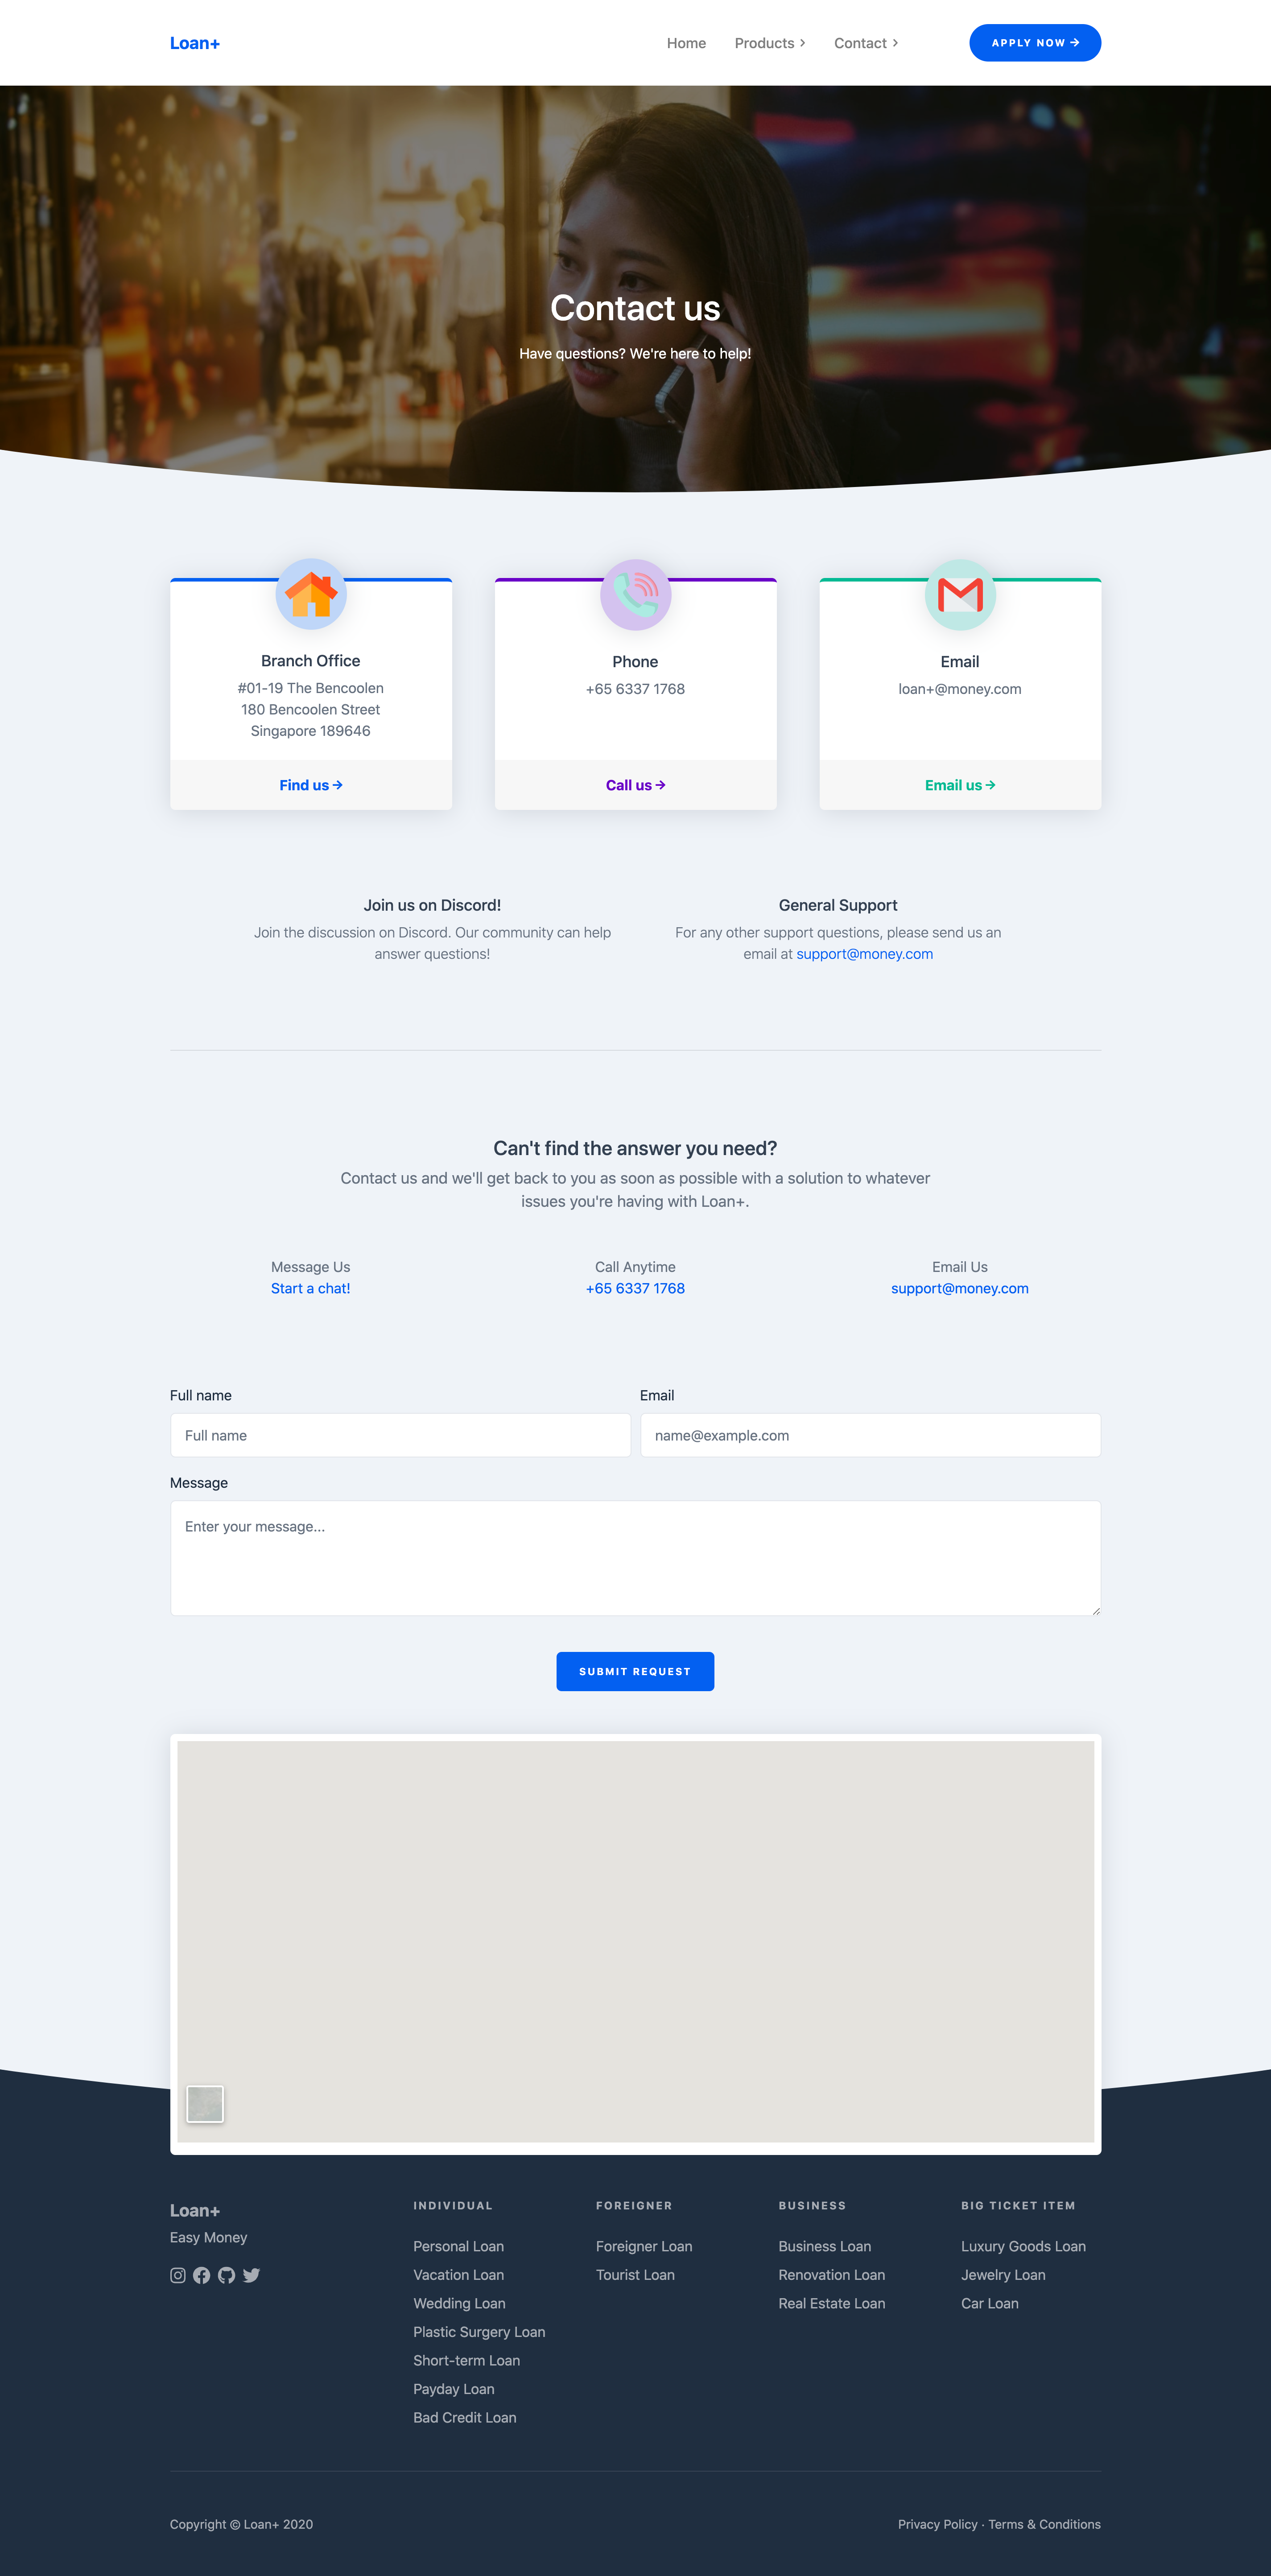 Loan+
Home
Products
Contact
APPLY NOW →
Contact us
Have questions? We're here to help!
Branch Office
#01-19 The Bencoolen
180 Bencoolen Street
Singapore 189646
Find us →
Phone
+65 6337 1768
Call us →
Email
loan+@money.com
Email us →
Join us on Discord!
Join the discussion on Discord. Our community can help
answer questions!
General Support
For any other support questions, please send us an
email at support@money.com
Can't find the answer you need?
Contact us and we'll get back to you as soon as possible with a solution to whatever
issues you're having with Loan+.
Message Us
Start a chat!
Call Anytime
+65 6337 1768
Email Us
support@money.com
Full name
Full name
Email
name@example.com
Message
Enter your message...
SUBMIT REQUEST
Loan+
Easy Money
INDIVIDUAL
Personal Loan
Vacation Loan
Wedding Loan
Plastic Surgery Loan
Short-term Loan
Payday Loan
Bad Credit Loan
FOREIGNER
Foreigner Loan
Tourist Loan
BUSINESS
Business Loan
Renovation Loan
Real Estate Loan
BIG TICKET ITEM
Luxury Goods Loan
Jewelry Loan
Car Loan
Copyright © Loan+ 2020
Privacy Policy · Terms & Conditions